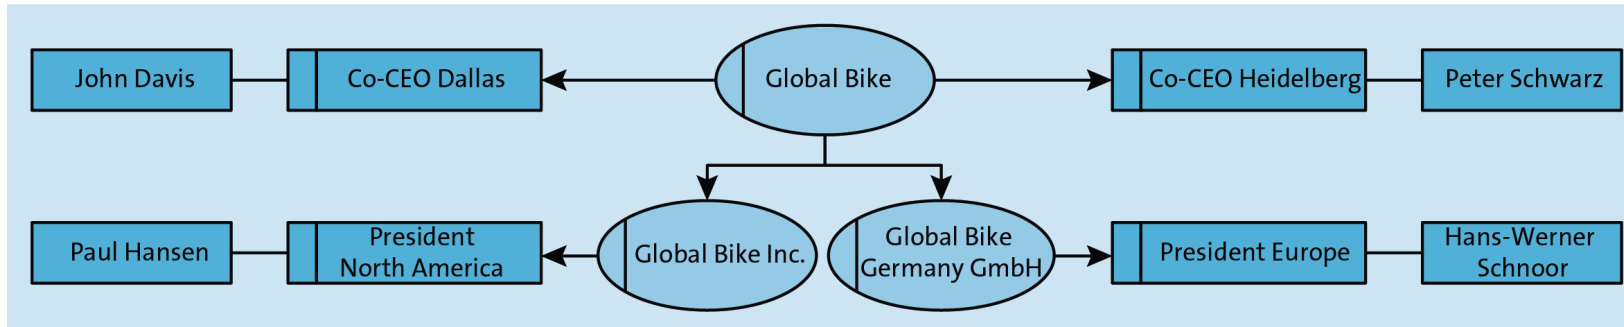 John Davis
Co-CEO Dallas
Global Bike
Co-CEO Heidelberg
Peter Schwarz
Paul Hansen
President
North America
Global Bike Inc.
Global Bike
Germany GmbH
President Europe
Hans-Werner
Schnoor